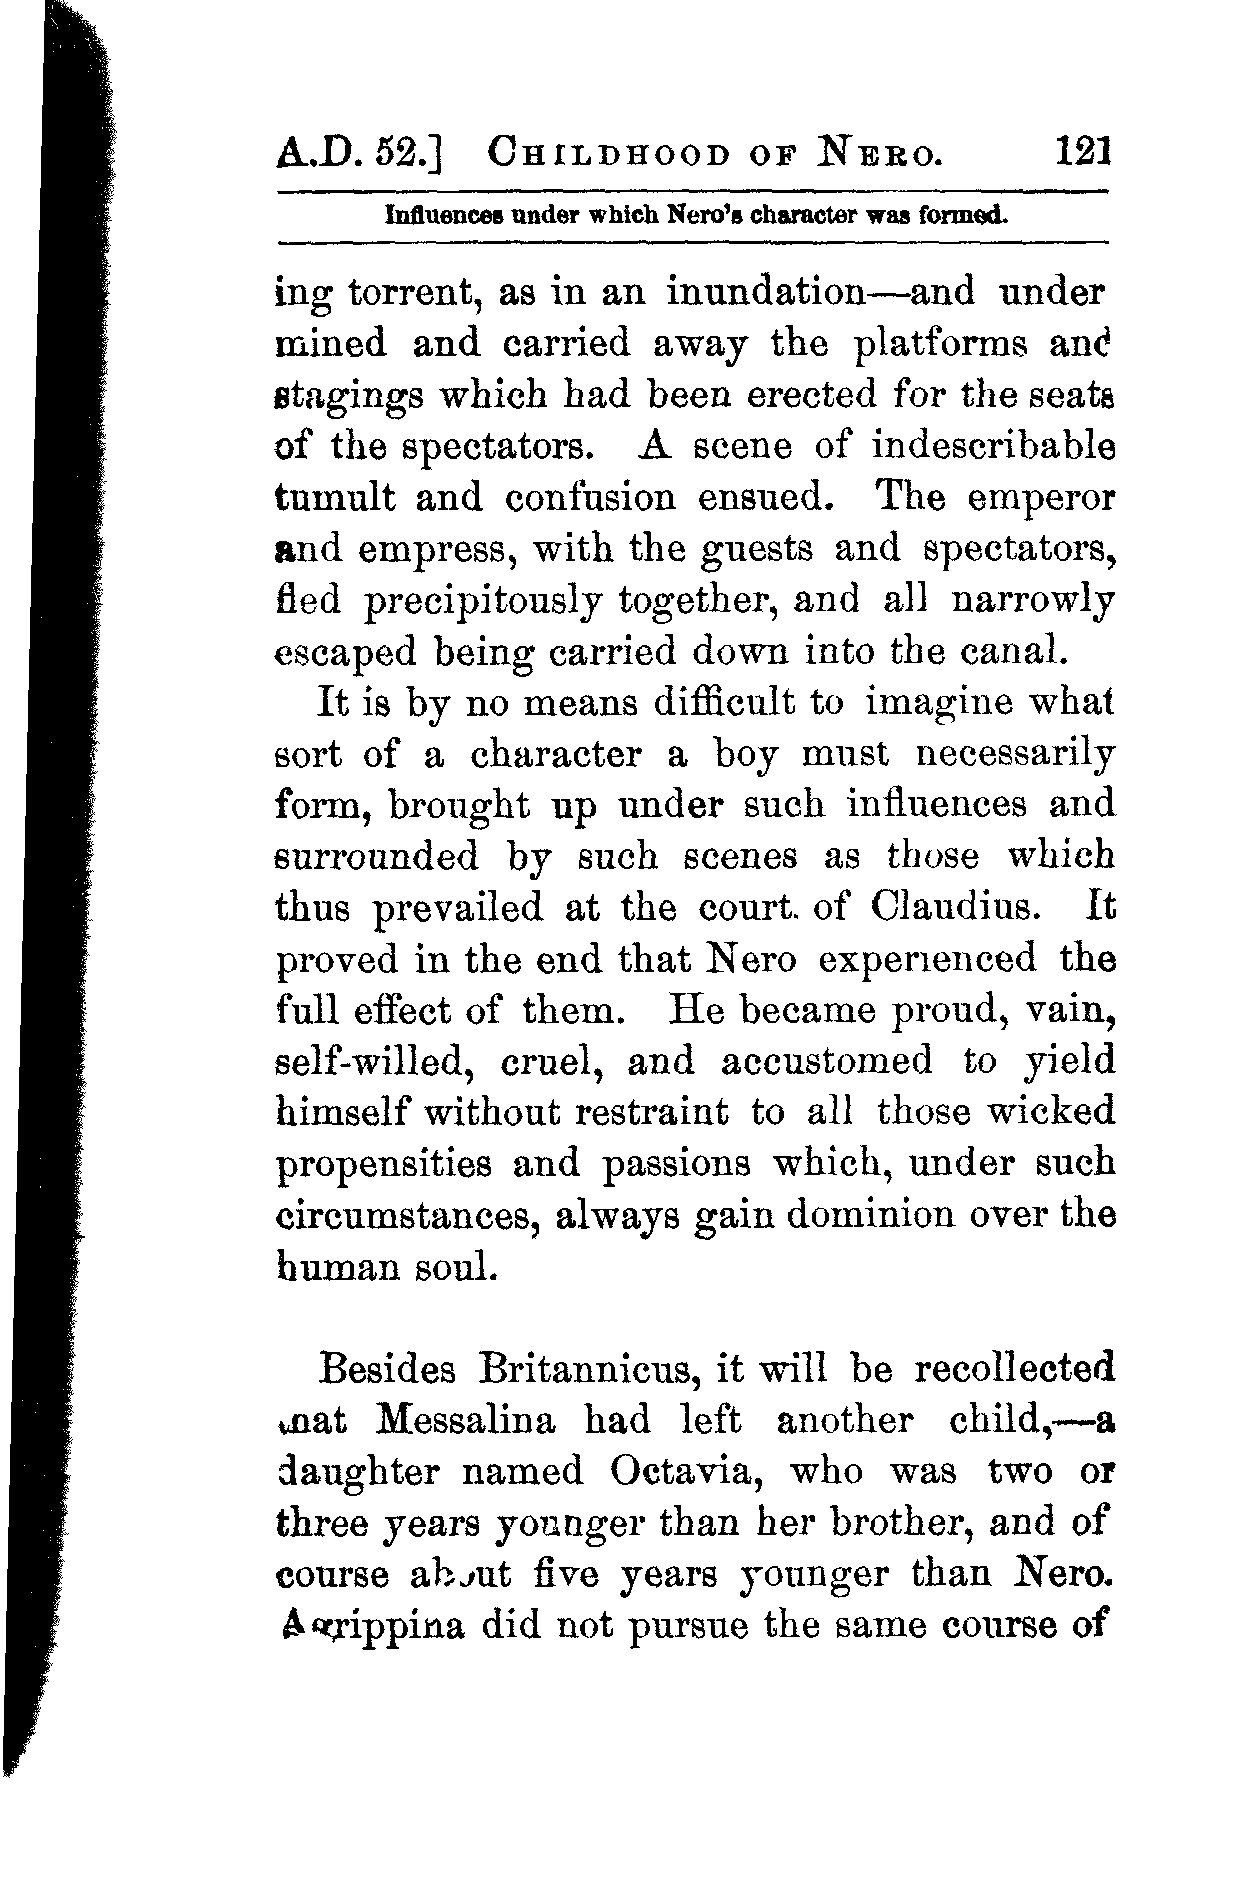 A.D. 52.] CHILDHOOD OF NERO. 121
Influences under which Nero's character was formed.
ing torrent, as in an inundation—and under
mined and carried away the platforms and
stagings which had been erected for the seats
of the spectators. A scene of indescribable
tumult and confusion ensued. The emperor
and empress, with the guests and spectators,
fled precipitously together, and all narrowly
escaped being carried down into the canal.
It is by no means difficult to imagine what
sort of a character a boy must necessarily
form, brought up under such influences and
surrounded by such scenes as those which
thus prevailed at the court. of Claudius. It
proved in the end that Nero experienced the
full effect of them. He became proud, vain,
self-willed, cruel, and accustomed to yield
himself without restraint to all those wicked
propensities and passions which, under such
circumstances, always gain dominion over the
human soul.
Besides Britannicus, it will be recollected
that Messalina had left another child,—a
daughter named Octavia, who was two or
three years younger than her brother, and of
course about five years younger than Nero.
Agrippina did not pursue the same course of